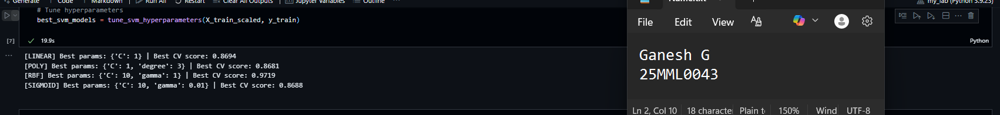 Generate Code Markdown Run All Restart Clear All Outputs Jupyter Variables Outline ...
my_lab (Python 3.9.23)
# Tune hyperparameters
best_svm_models = tune_svm_hyperparameters(X_train_scaled, y_train)
[7] 19.9s
Python
[LINEAR] Best params: {'C': 1} | Best CV score: 0.8694
[POLY] Best params: {'C': 1, 'degree': 3} | Best CV score: 0.8681
[RBF] Best params: {'C': 10, 'gamma': 1} | Best CV score: 0.9719
[SIGMOID] Best params: {'C': 10, 'gamma': 0.01} | Best CV score: 0.8688
File Edit View
Ganesh G
25MML0043
Ln 2, Col 10 18 characte Plain t 150% Wind UTF-8